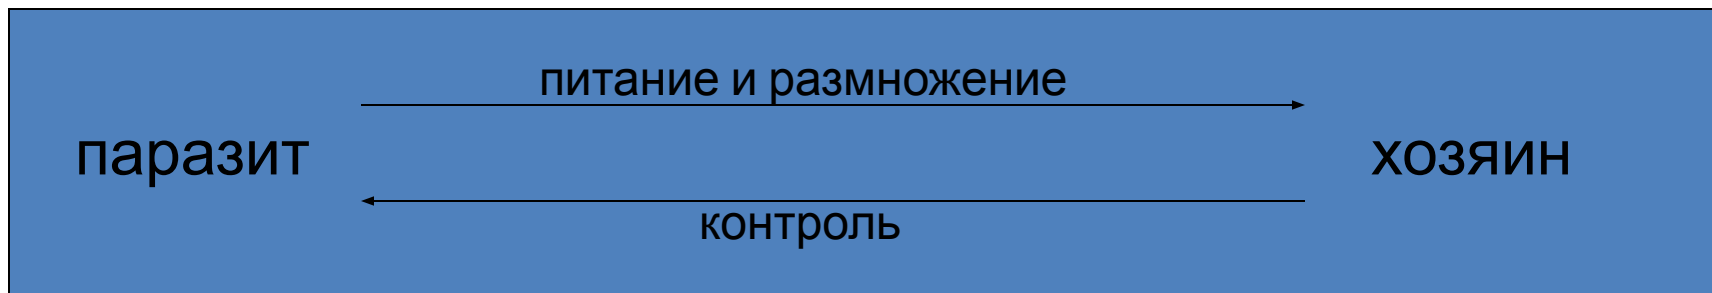 питание и размножение
паразит
хозяин
контроль